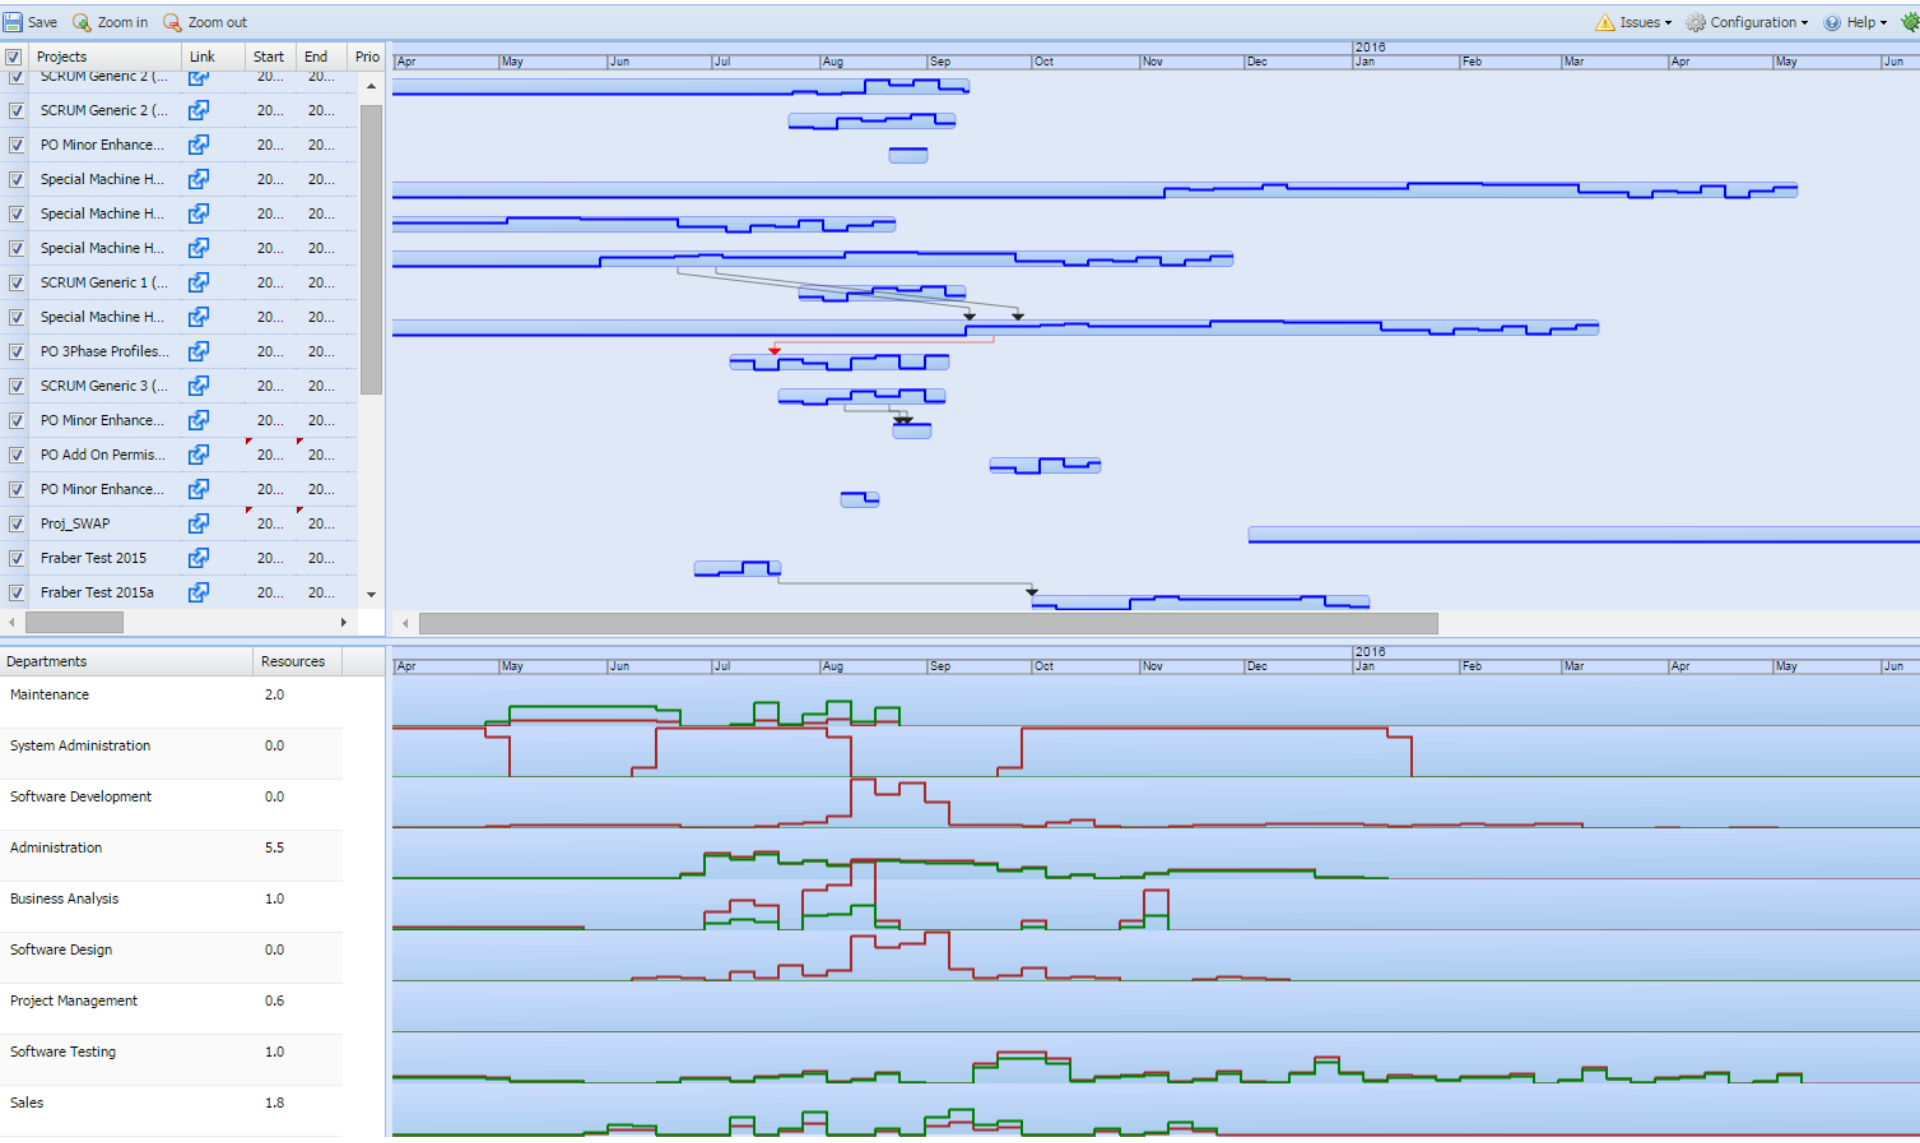 Save Zoom in Zoom out Issues Configuration Help
Projects Link Start End Prio
2016
Apr May Jun Jul Aug Sep Oct Nov Dec Jan Feb Mar Apr May Jun
SCRUM Generic 2 (... 20... 20...
SCRUM Generic 2 (... 20... 20...
PO Minor Enhance... 20... 20...
Special Machine H... 20... 20...
Special Machine H... 20... 20...
Special Machine H... 20... 20...
SCRUM Generic 1 (... 20... 20...
Special Machine H... 20... 20...
PO 3Phase Profiles... 20... 20...
SCRUM Generic 3 (... 20... 20...
PO Minor Enhance... 20... 20...
PO Add On Permis... 20... 20...
PO Minor Enhance... 20... 20...
Proj_SWAP 20... 20...
Fraber Test 2015 20... 20...
Fraber Test 2015a 20... 20...
2016
Departments Resources Apr May Jun Jul Aug Sep Oct Nov Dec Jan Feb Mar Apr May Jun
Maintenance 2.0
System Administration 0.0
Software Development 0.0
Administration 5.5
Business Analysis 1.0
Software Design 0.0
Project Management 0.6
Software Testing 1.0
Sales 1.8